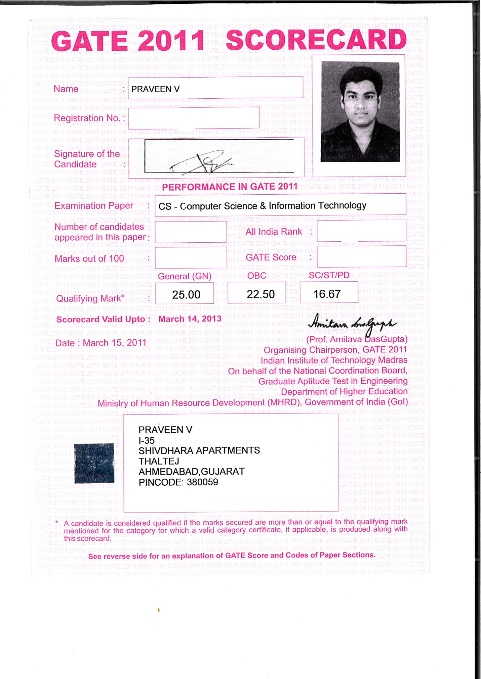 GATE 2011 SCORECARD
Name : PRAVEEN V
Registration No. :
Signature of the
Candidate :
PERFORMANCE IN GATE 2011
Examination Paper : CS - Computer Science & Information Technology
Number of candidates
appeared in this paper :
All India Rank :
Marks out of 100 :
GATE Score :
General (GN) OBC SC/ST/PD
Qualifying Mark* : 25.00 22.50 16.67
Scorecard Valid Upto : March 14, 2013
Date : March 15, 2011
(Prof. Amitava DasGupta)
Organising Chairperson, GATE 2011
Indian Institute of Technology Madras
On behalf of the National Coordination Board,
Graduate Aptitude Test in Engineering
Department of Higher Education
Ministry of Human Resource Development (MHRD), Government of India (GoI)
PRAVEEN V
I-35
SHIVDHARA APARTMENTS
THALTEJ
AHMEDABAD,GUJARAT
PINCODE: 380059
* A candidate is considered qualified if the marks secured are more than or equal to the qualifying mark
mentioned for the category for which a valid category certificate, if applicable, is produced along with
this scorecard.
See reverse side for an explanation of GATE Score and Codes of Paper Sections.